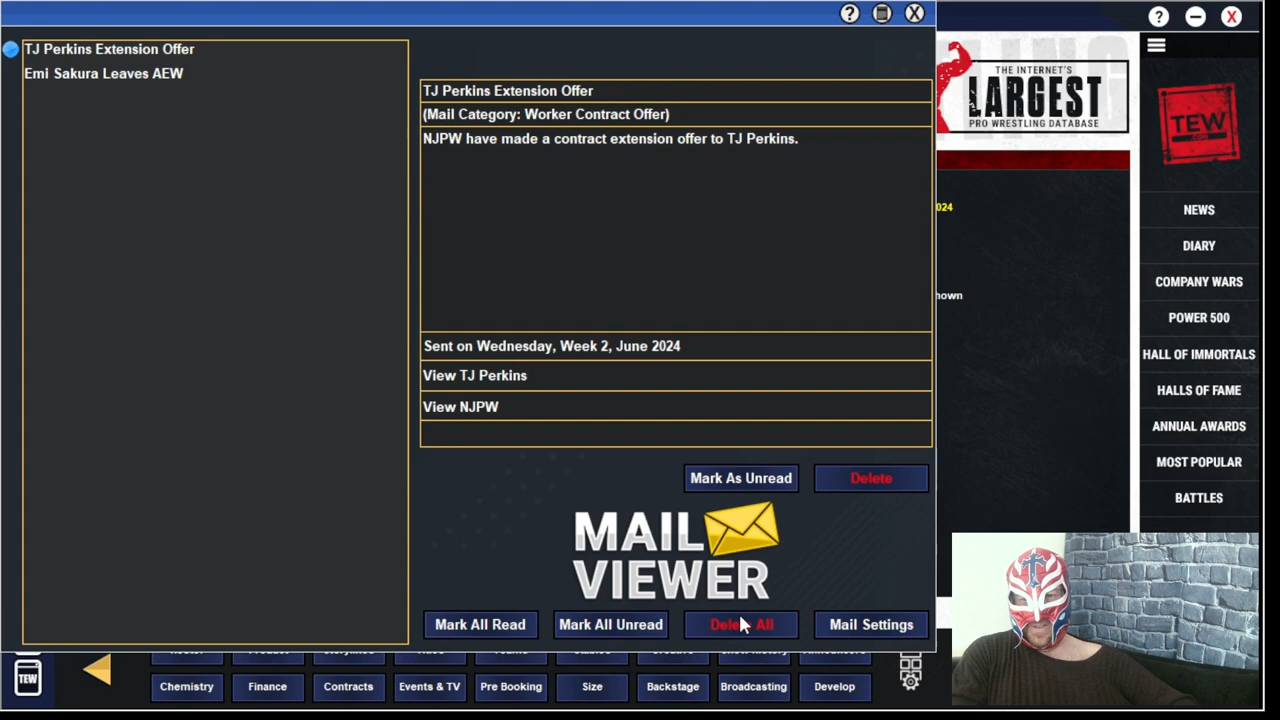 TJ Perkins Extension Offer
Emi Sakura Leaves AEW
TJ Perkins Extension Offer
(Mail Category: Worker Contract Offer)
NJPW have made a contract extension offer to TJ Perkins.
Sent on Wednesday, Week 2, June 2024
View TJ Perkins
View NJPW
Mark As Unread
Delete
MAIL
VIEWER
Mark All Read
Mark All Unread
Delete All
Mail Settings
THE INTERNET'S
LARGEST
PRO WRESTLING DATABASE
024
hown
TEW
.COM
NEWS
DIARY
COMPANY WARS
POWER 500
HALL OF IMMORTALS
HALLS OF FAME
ANNUAL AWARDS
MOST POPULAR
BATTLES
TEW
Chemistry
Finance
Contracts
Events & TV
Pre Booking
Size
Backstage
Broadcasting
Develop